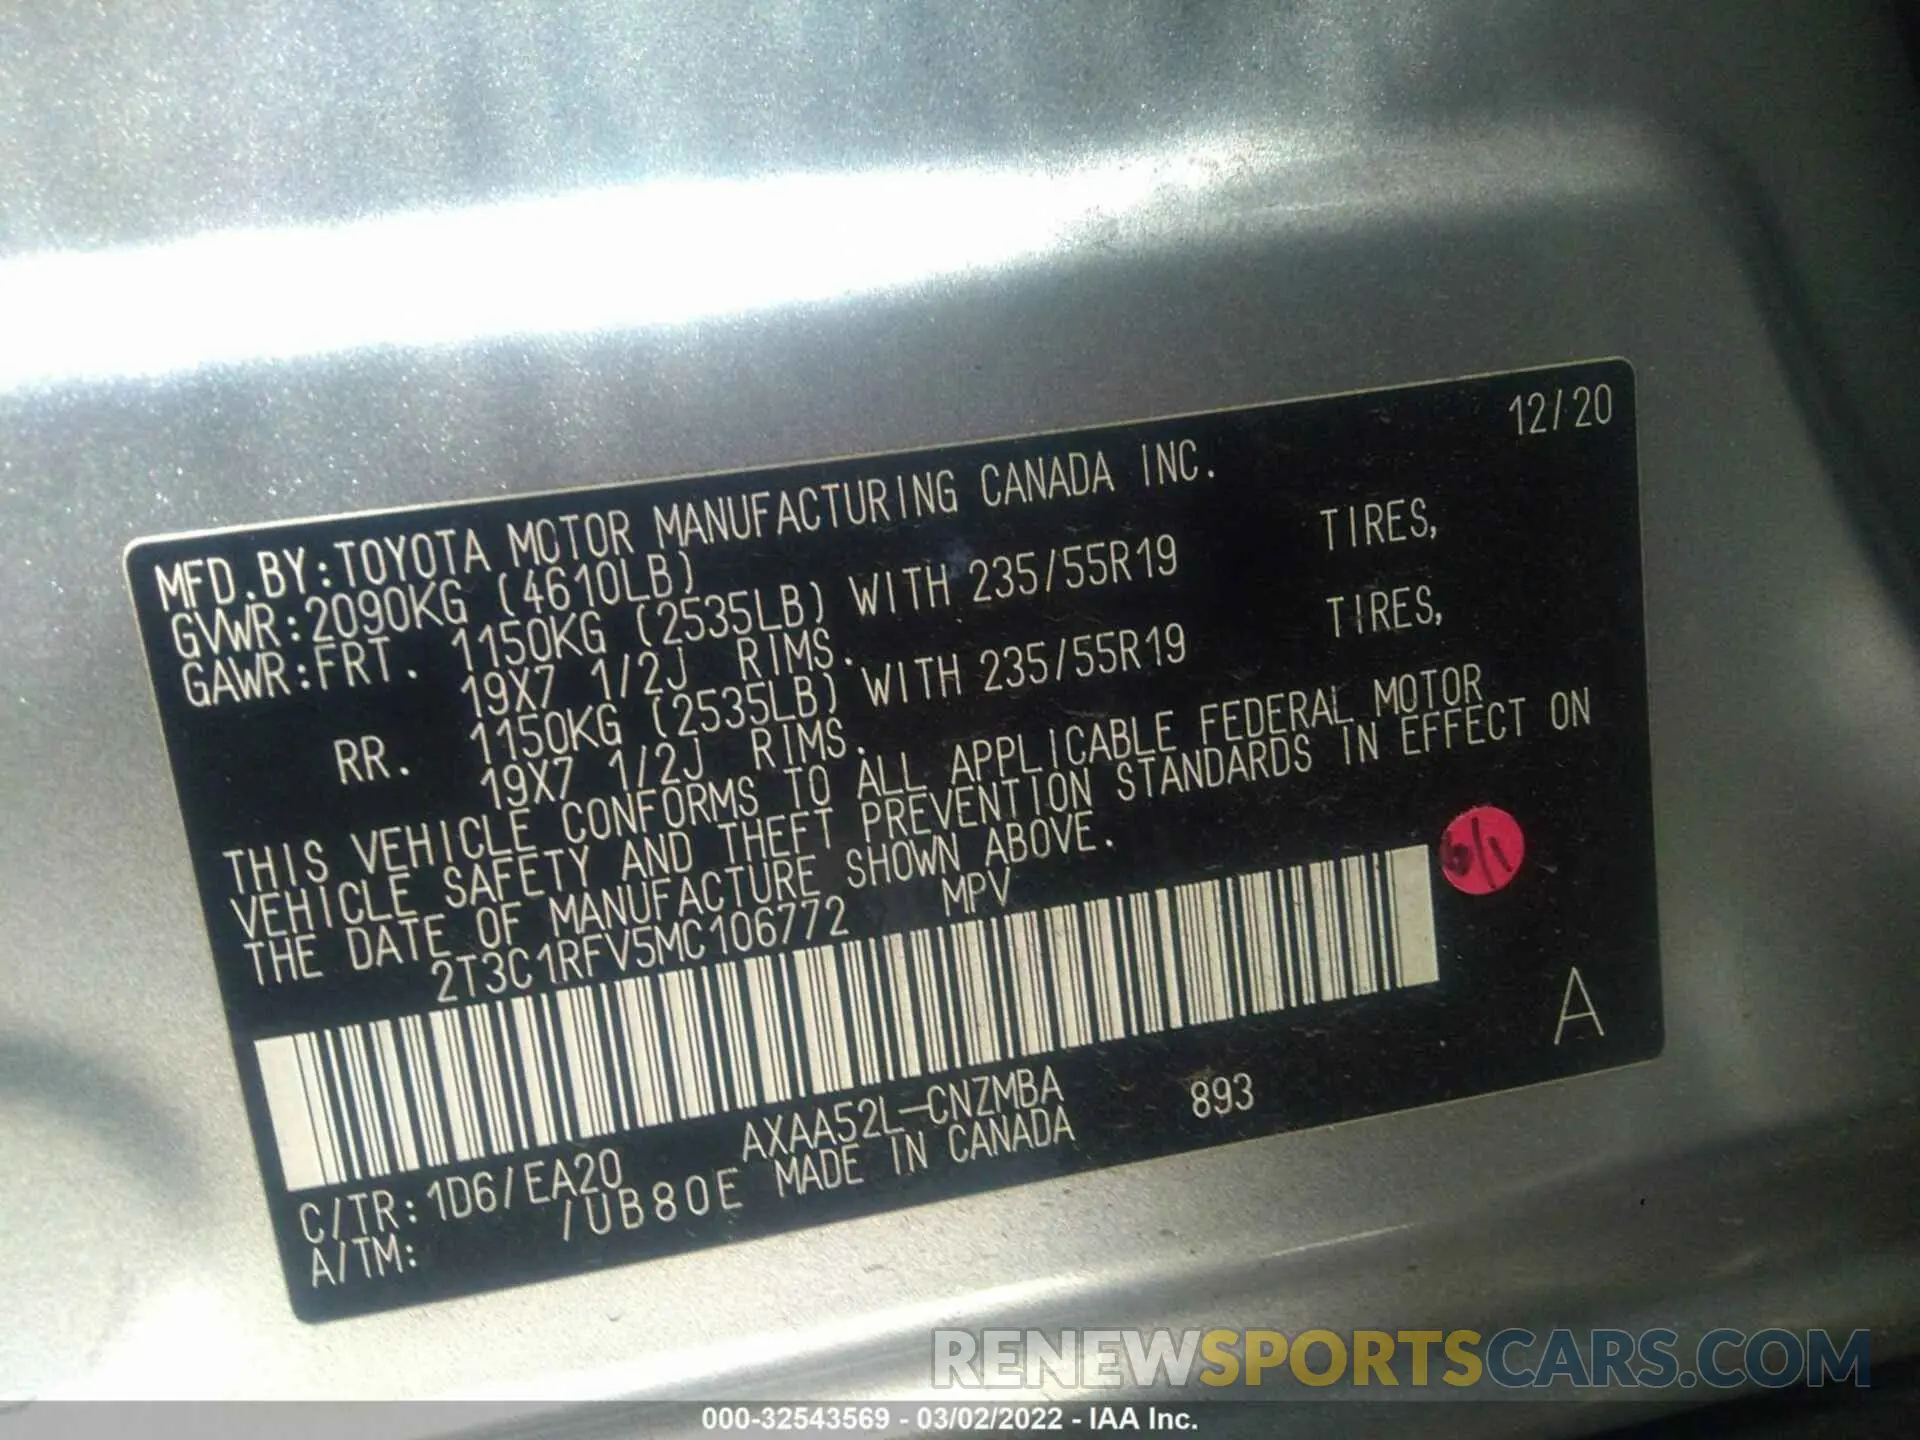 12/20
MFD.BY:TOYOTA MOTOR MANUFACTURING CANADA INC.
GVWR:2090KG (4610LB)
GAWR:FRT. 1150KG (2535LB) WITH 235/55R19 TIRES,
19X7 1/2J RIMS.
RR. 1150KG (2535LB) WITH 235/55R19 TIRES,
19X7 1/2J RIMS.
THIS VEHICLE CONFORMS TO ALL APPLICABLE FEDERAL MOTOR
VEHICLE SAFETY AND THEFT PREVENTION STANDARDS IN EFFECT ON
THE DATE OF MANUFACTURE SHOWN ABOVE.
2T3C1RFV5MC106772 MPV
A
C/TR:1D6/EA20 AXAA52L-CNZMBA 893
A/TM: /UB80E MADE IN CANADA
RENEWSPORTSCARS.COM
000-32543569 - 03/02/2022 - IAA Inc.